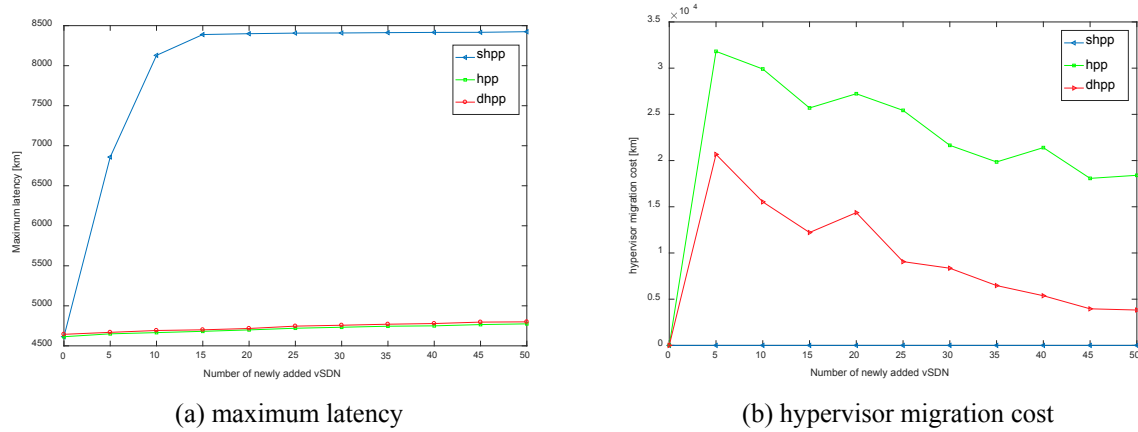 8500
8000
7500
7000
6500
6000
5500
5000
4500
Maximum latency [km]
shpp
hpp
dhpp
0 5 10 15 20 25 30 35 40 45 50
Number of newly added vSDN
(a) maximum latency
× 10⁴
3.5
3
2.5
2
1.5
1
0.5
0
hypervisor migration cost [km]
shpp
hpp
dhpp
0 5 10 15 20 25 30 35 40 45 50
Number of newly added vSDN
(b) hypervisor migration cost